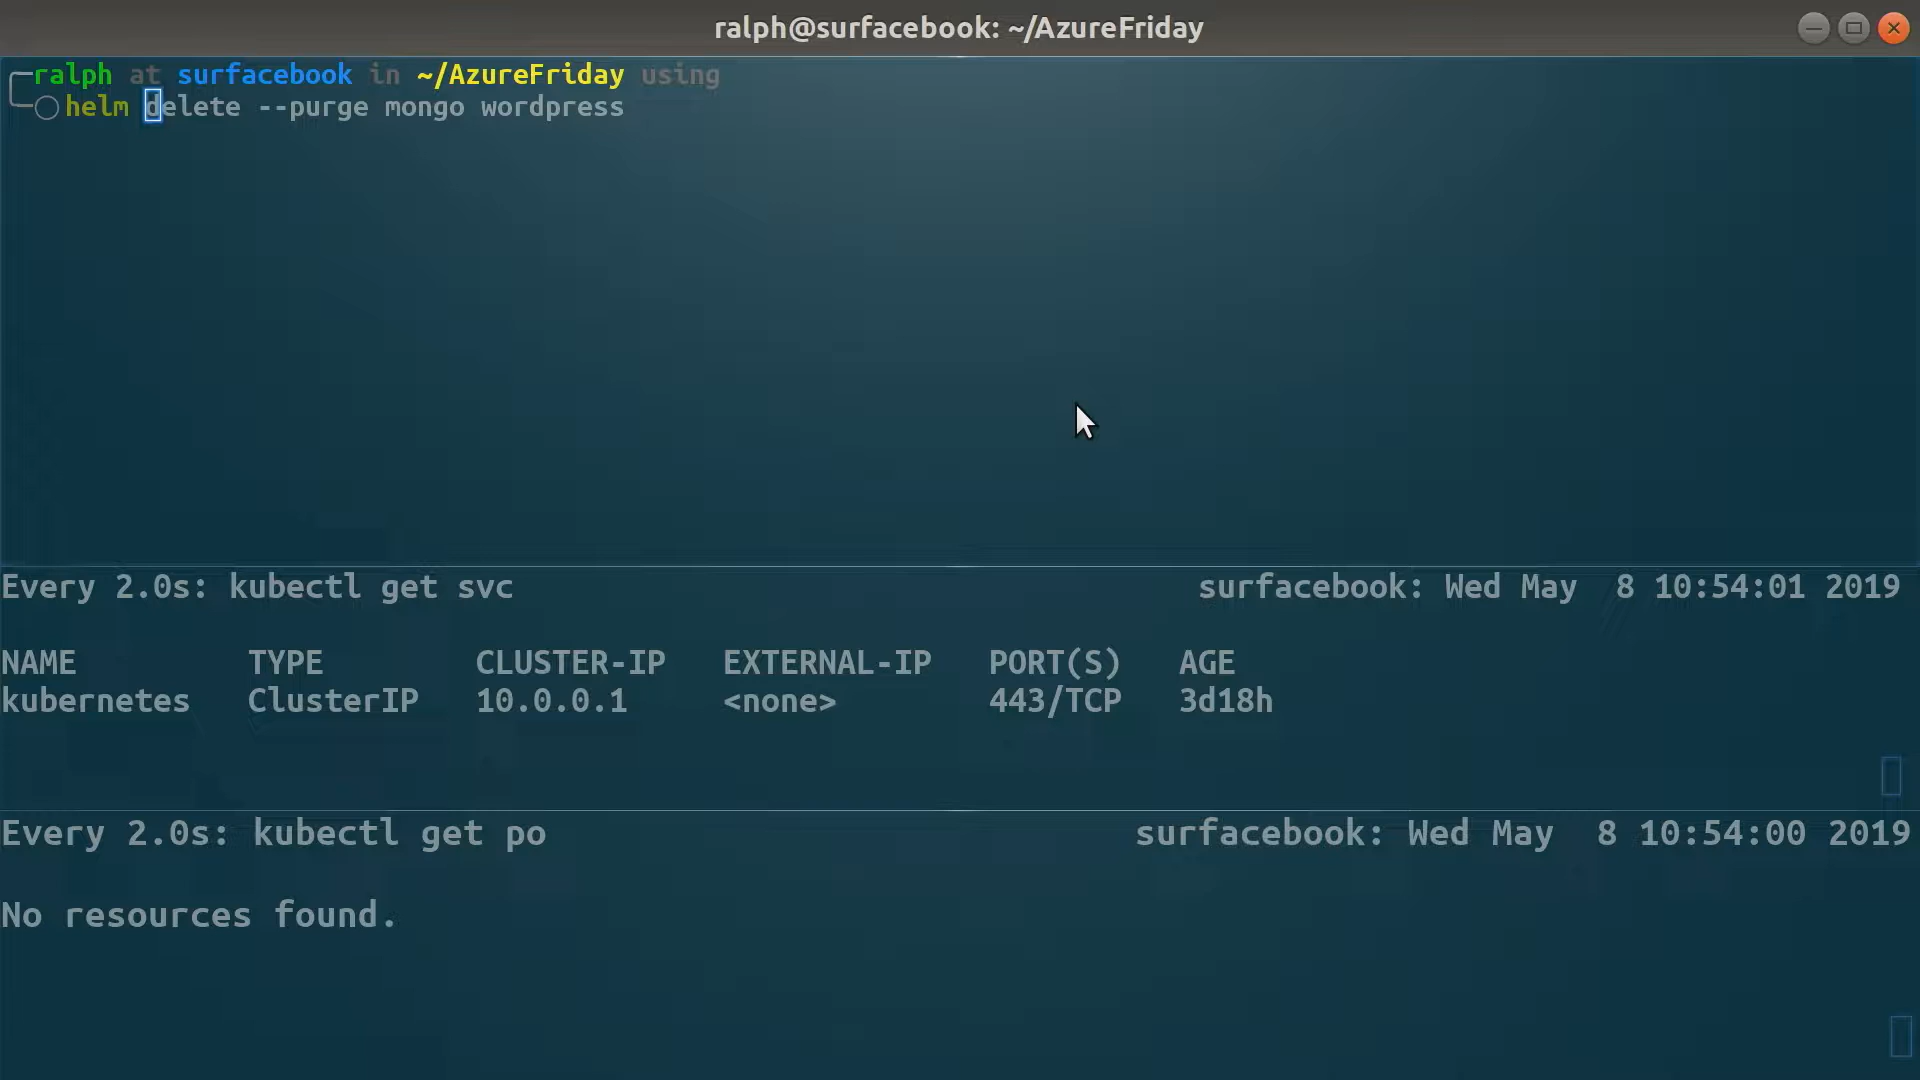 ralph@surfacebook: ~/AzureFriday
ralph at surfacebook in ~/AzureFriday using
helm delete --purge mongo wordpress
Every 2.0s: kubectl get svc surfacebook: Wed May  8 10:54:01 2019
NAME TYPE CLUSTER-IP EXTERNAL-IP PORT(S) AGE
kubernetes ClusterIP 10.0.0.1 <none> 443/TCP 3d18h
Every 2.0s: kubectl get po surfacebook: Wed May  8 10:54:00 2019
No resources found.